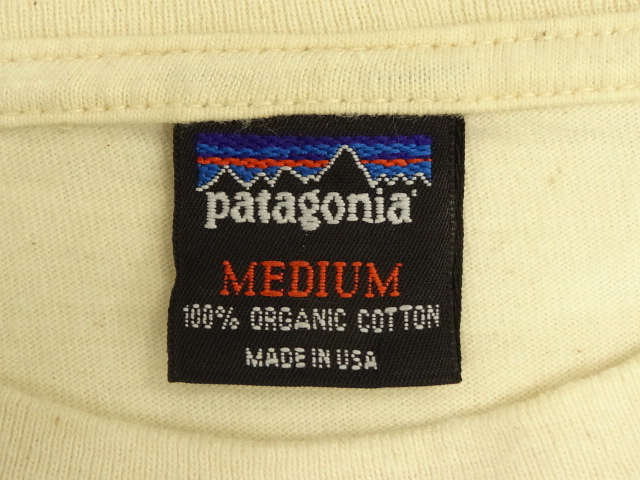 patagonia
MEDIUM
100% ORGANIC COTTON
MADE IN USA